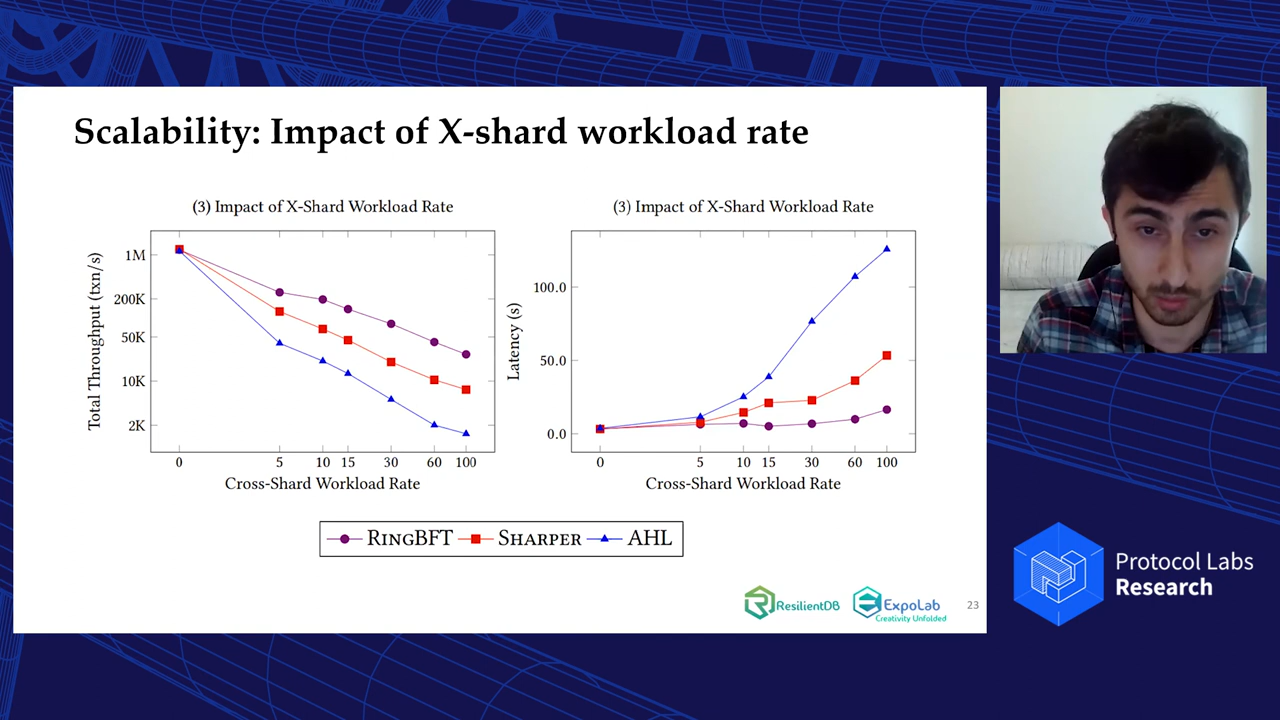 Scalability: Impact of X-shard workload rate
(3) Impact of X-Shard Workload Rate
Total Throughput (txn/s)
1M
200K
50K
10K
2K
0 5 10 15 30 60 100
Cross-Shard Workload Rate
(3) Impact of X-Shard Workload Rate
Latency (s)
100.0
50.0
0.0
0 5 10 15 30 60 100
Cross-Shard Workload Rate
RingBFT Sharper AHL
ResilientDB
ExpoLab
Creativity Unfolded
23
Protocol Labs
Research